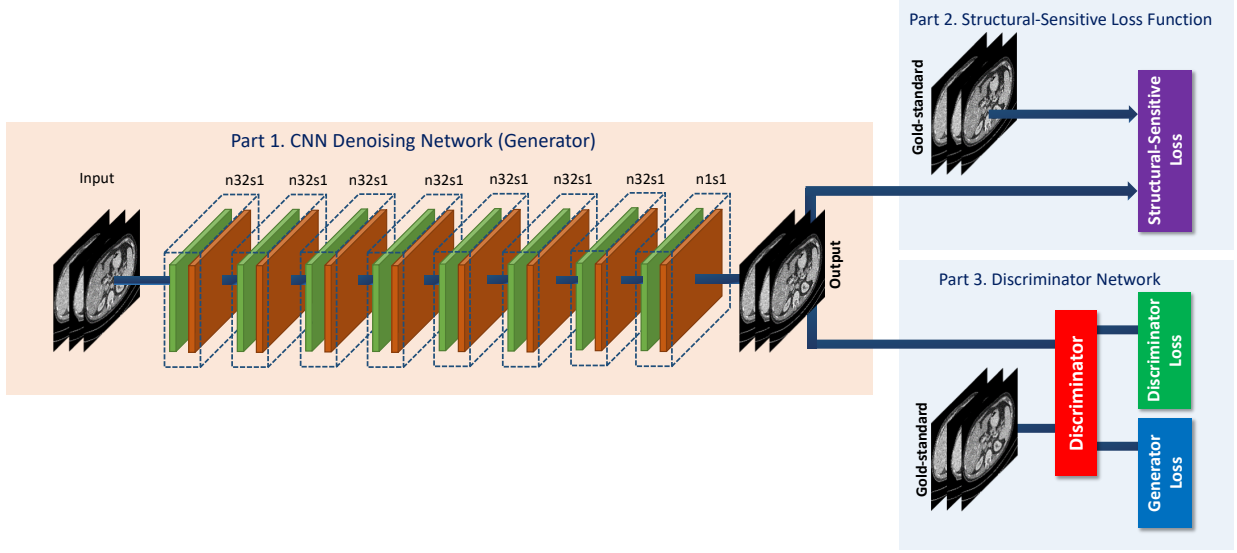 Part 1. CNN Denoising Network (Generator)
Input
n32s1
n32s1
n32s1
n32s1
n32s1
n32s1
n32s1
n1s1
Output
Part 2. Structural-Sensitive Loss Function
Gold-standard
Structural-Sensitive
Loss
Part 3. Discriminator Network
Gold-standard
Discriminator
Discriminator
Loss
Generator
Loss